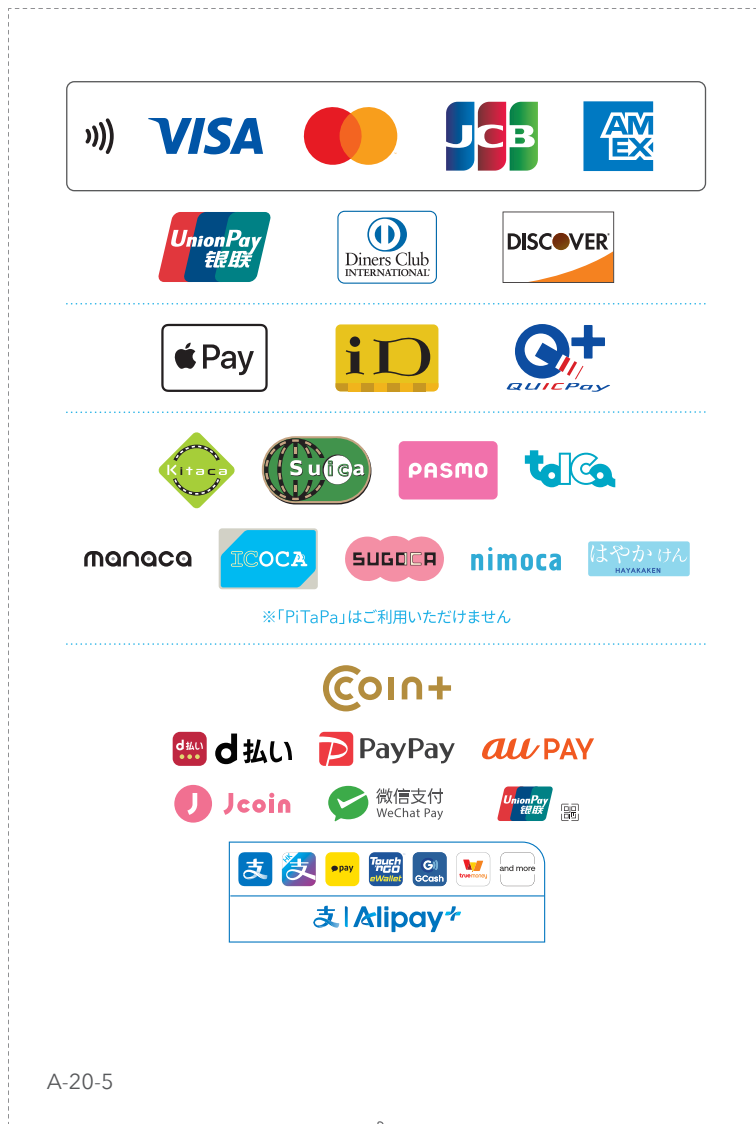 VISA JCB AM EX
UnionPay 银联 Diners Club INTERNATIONAL DISCOVER
Pay iD QUICPay
Kitaca Suica PASMO toICa
manaca ICOCA SUGOCA nimoca はやかけん HAYAKAKEN
※「PiTaPa」はご利用いただけません
COIN+
d払い d払い PayPay au PAY
J Jcoin 微信支付 WeChat Pay UnionPay 银联
支 支 HK pay Touch 'n GO eWallet G GCash truemoney and more
支 Alipay+
A-20-5